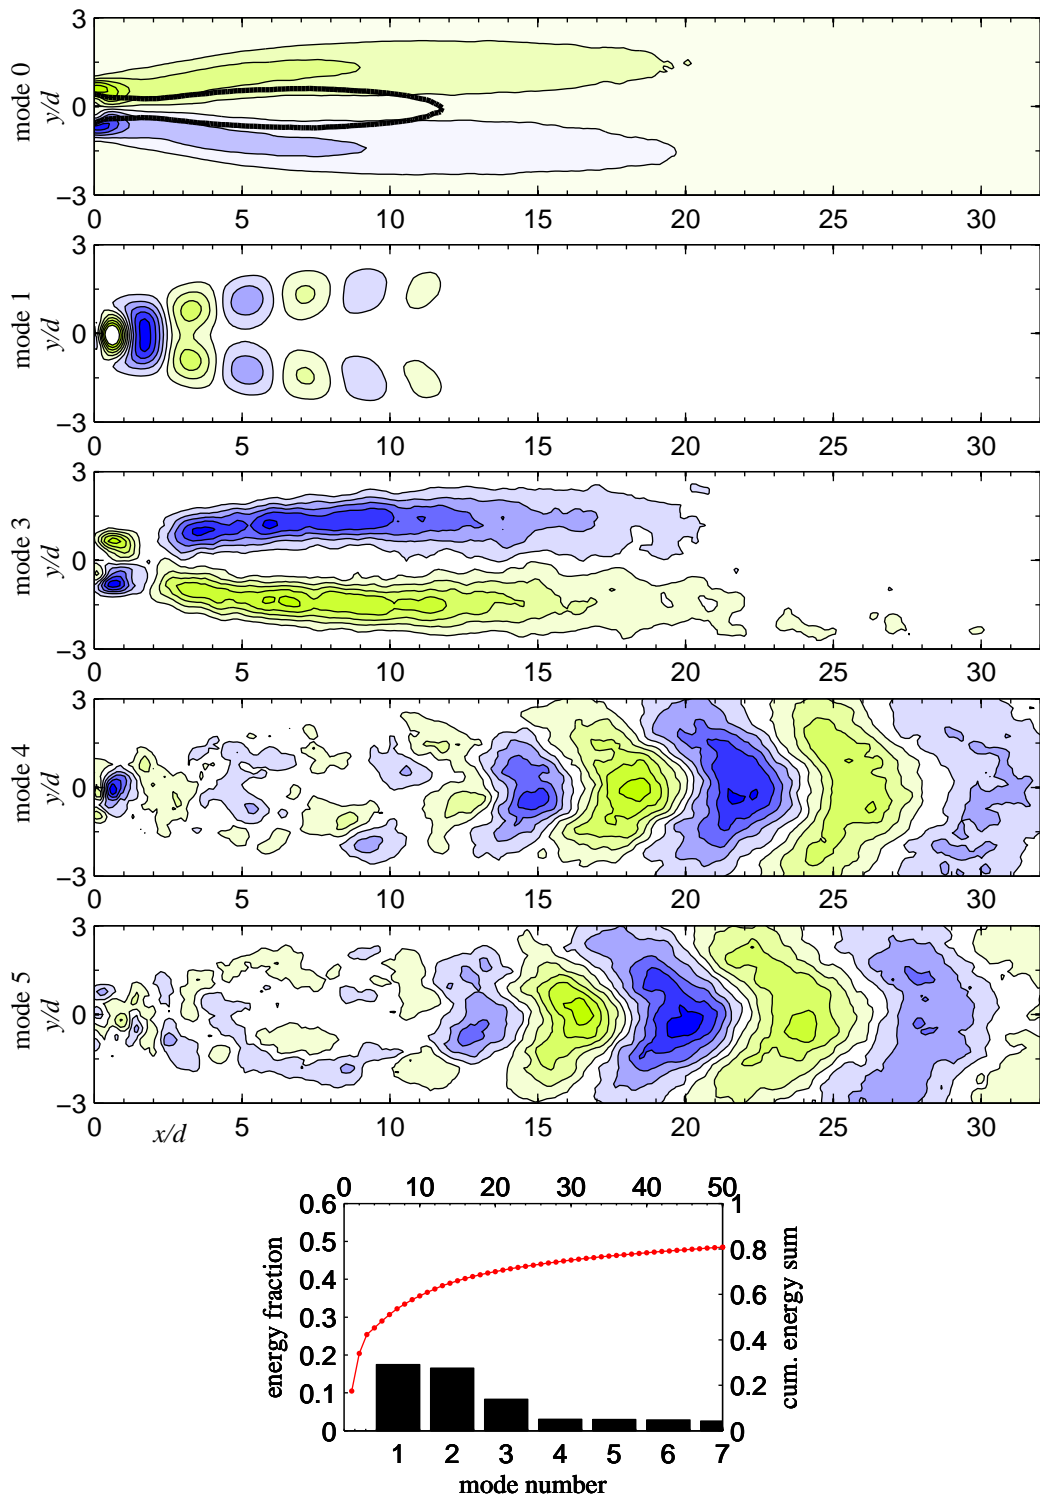 mode 0
y/d
3
0
−3
0 5 10 15 20 25 30
mode 1
y/d
3
0
−3
0 5 10 15 20 25 30
mode 3
y/d
3
0
−3
0 5 10 15 20 25 30
mode 4
y/d
3
0
−3
0 5 10 15 20 25 30
mode 5
y/d
3
0
−3
0 5 10 15 20 25 30
x/d
0 10 20 30 40 50
energy fraction
0.6
0.5
0.4
0.3
0.2
0.1
0
1
0.8
0.6
0.4
0.2
0
cum. energy sum
1 2 3 4 5 6 7
mode number